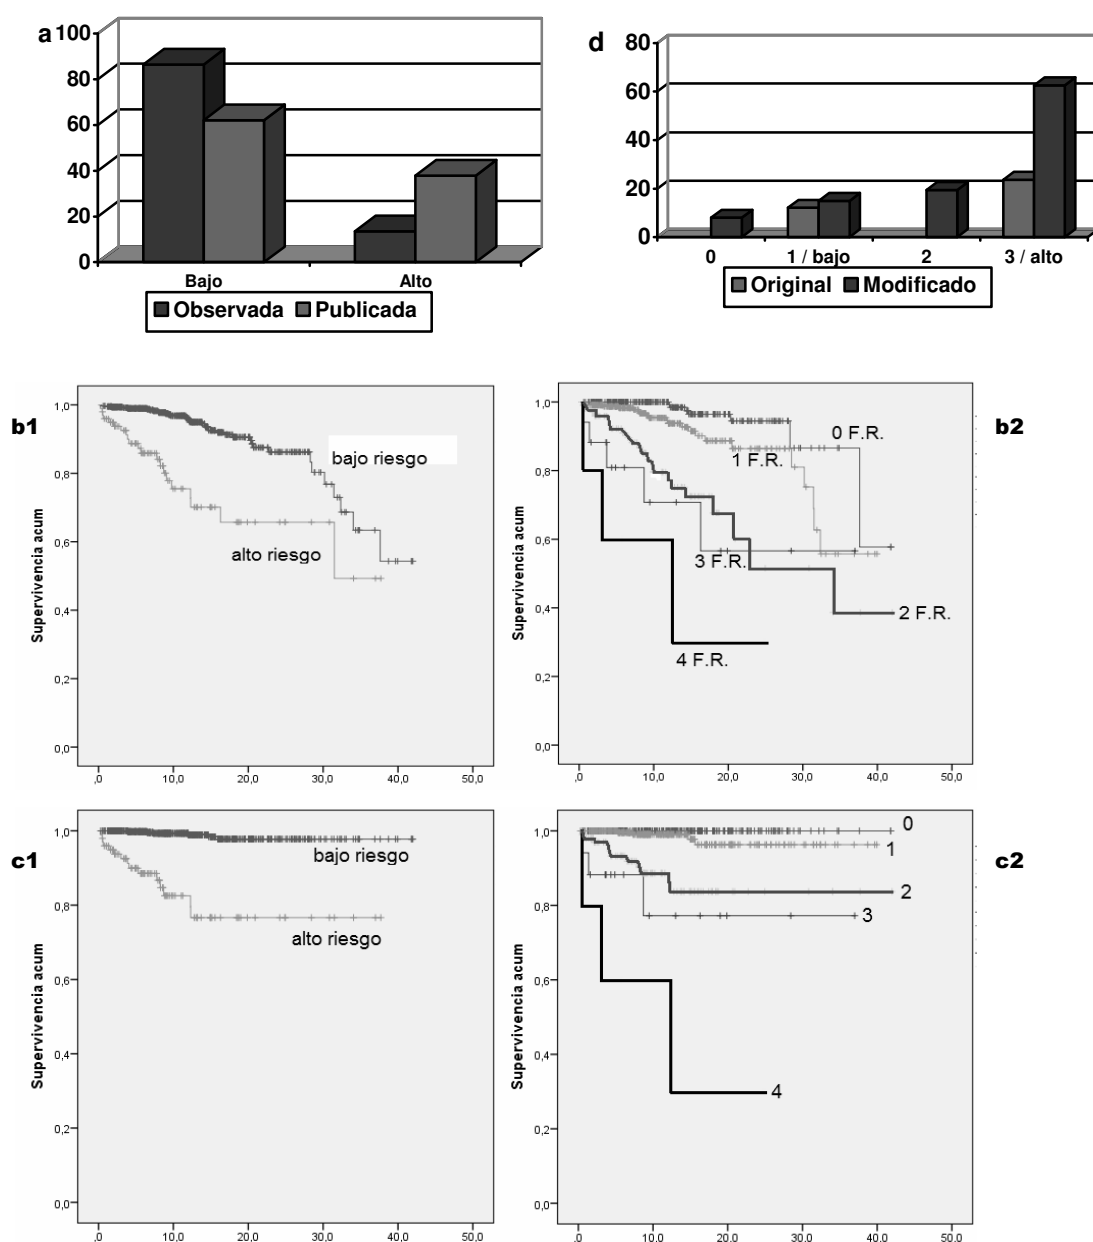 a
100
80
60
40
20
0
Bajo
Alto
Observada Publicada
d
80
60
40
20
0
0
1 / bajo
2
3 / alto
Original Modificado
b1
Supervivencia acum
1,0
0,8
0,6
0,4
0,2
0,0
bajo riesgo
alto riesgo
,0 10,0 20,0 30,0 40,0 50,0
b2
Supervivencia acum
1,0
0,8
0,6
0,4
0,2
0,0
0 F.R.
1 F.R.
3 F.R.
2 F.R.
4 F.R.
,0 10,0 20,0 30,0 40,0 50,0
c1
Supervivencia acum
1,0
0,8
0,6
0,4
0,2
0,0
bajo riesgo
alto riesgo
,0 10,0 20,0 30,0 40,0 50,0
c2
Supervivencia acum
1,0
0,8
0,6
0,4
0,2
0,0
0
1
2
3
4
,0 10,0 20,0 30,0 40,0 50,0